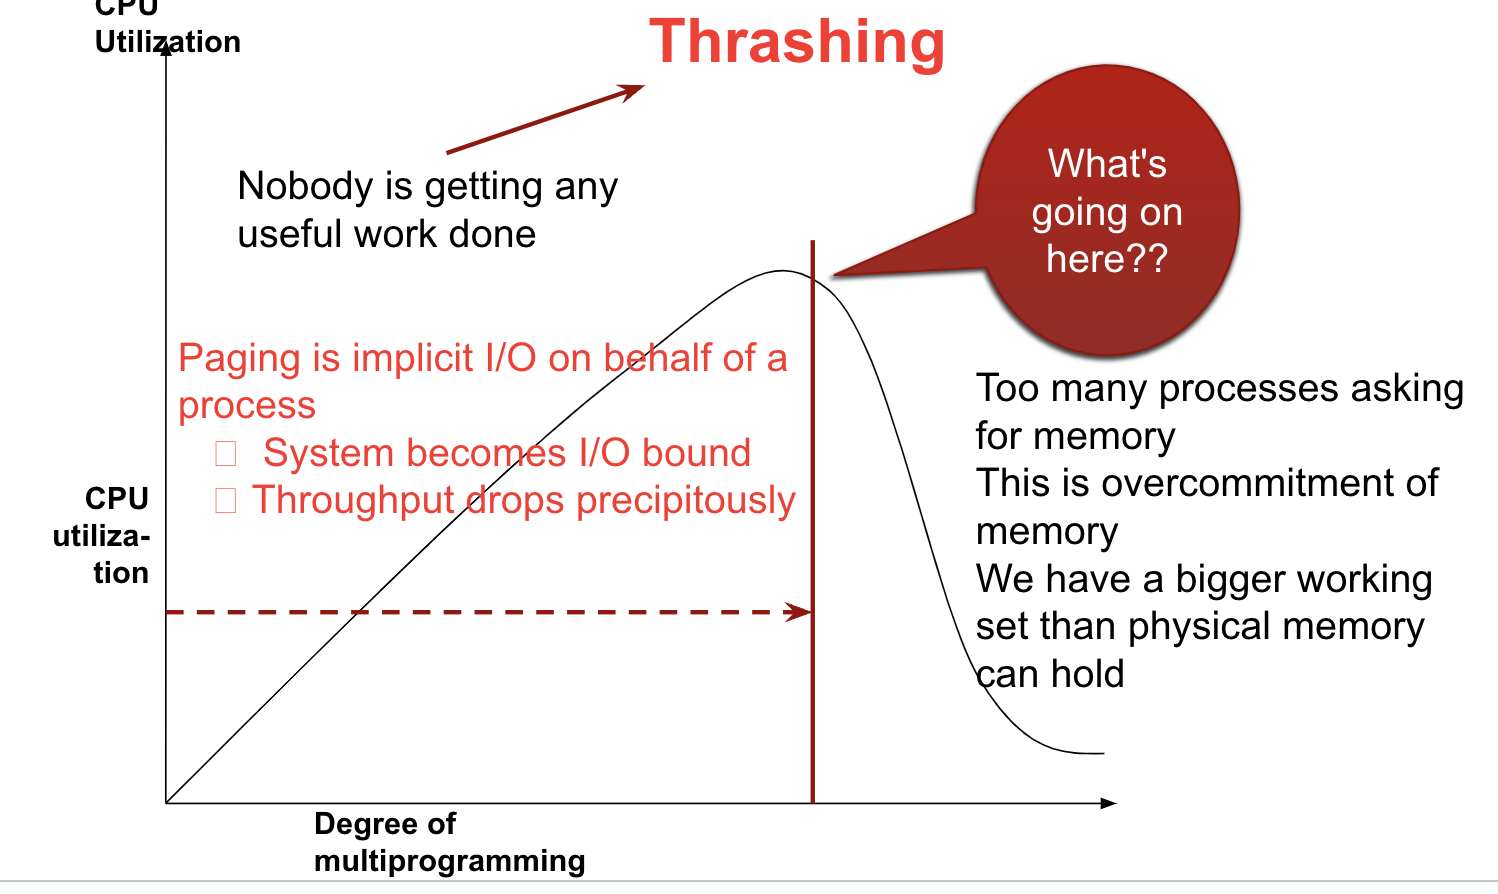 CPU
Utilization
Thrashing
What's
going on
here??
Nobody is getting any
useful work done
Paging is implicit I/O on behalf of a
process
System becomes I/O bound
Throughput drops precipitously
Too many processes asking
for memory
This is overcommitment of
memory
We have a bigger working
set than physical memory
can hold
CPU
utiliza-
tion
Degree of
multiprogramming